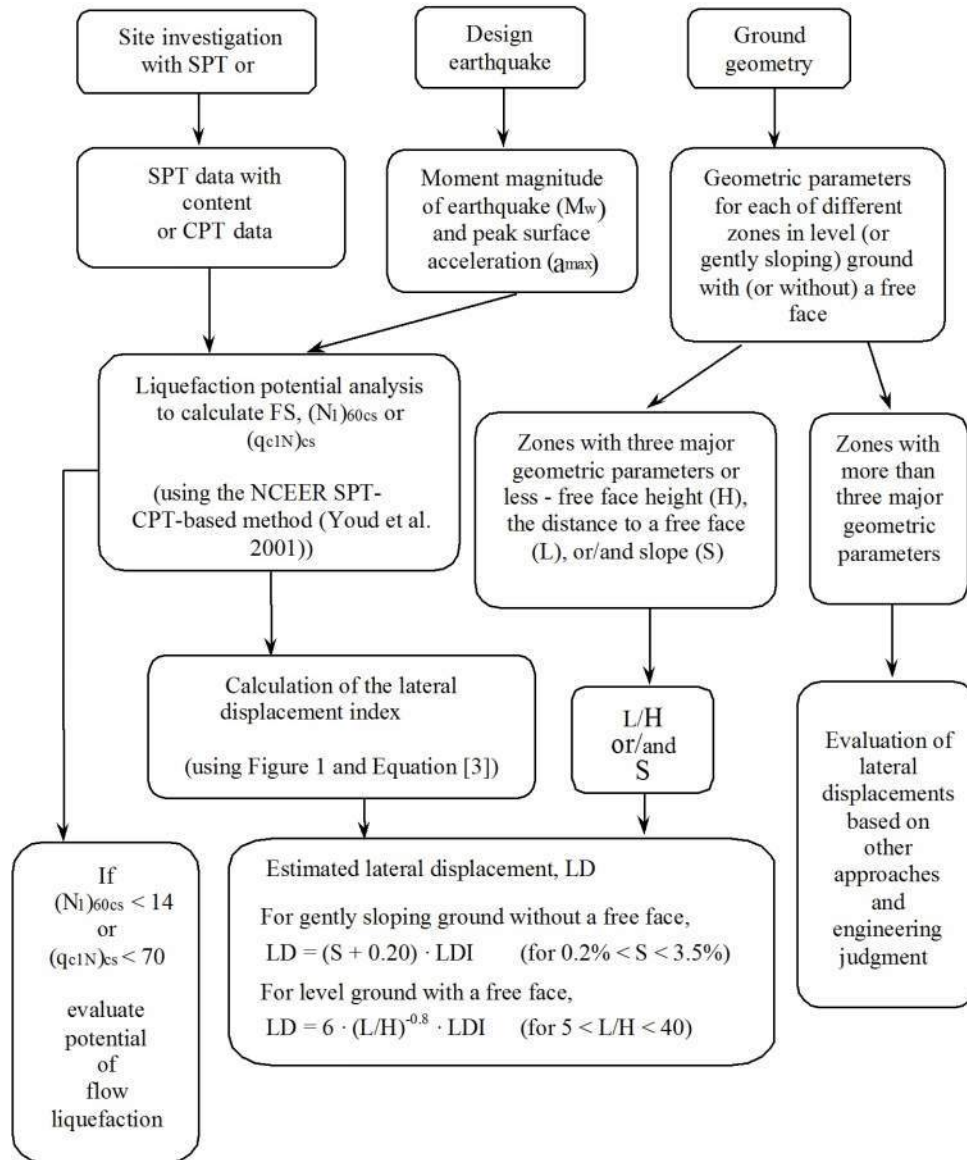 Site investigation
with SPT or
Design
earthquake
Ground
geometry
SPT data with
content
or CPT data
Moment magnitude
of earthquake (Mw)
and peak surface
acceleration (amax)
Geometric parameters
for each of different
zones in level (or
gently sloping) ground
with (or without) a free
face
Liquefaction potential analysis
to calculate FS, (N1)60cs or
(qc1N)cs
(using the NCEER SPT-
CPT-based method (Youd et al.
2001))
Zones with three major
geometric parameters or
less - free face height (H),
the distance to a free face
(L), or/and slope (S)
Zones with
more than
three major
geometric
parameters
Calculation of the lateral
displacement index
(using Figure 1 and Equation [3])
L/H
or/and
S
Evaluation of
lateral
displacements
based on
other
approaches
and
engineering
judgment
If
(N1)60cs < 14
or
(qc1N)cs < 70
evaluate
potential
of
flow
liquefaction
Estimated lateral displacement, LD
For gently sloping ground without a free face,
LD = (S + 0.20) · LDI (for 0.2% < S < 3.5%)
For level ground with a free face,
LD = 6 · (L/H)^-0.8 · LDI (for 5 < L/H < 40)